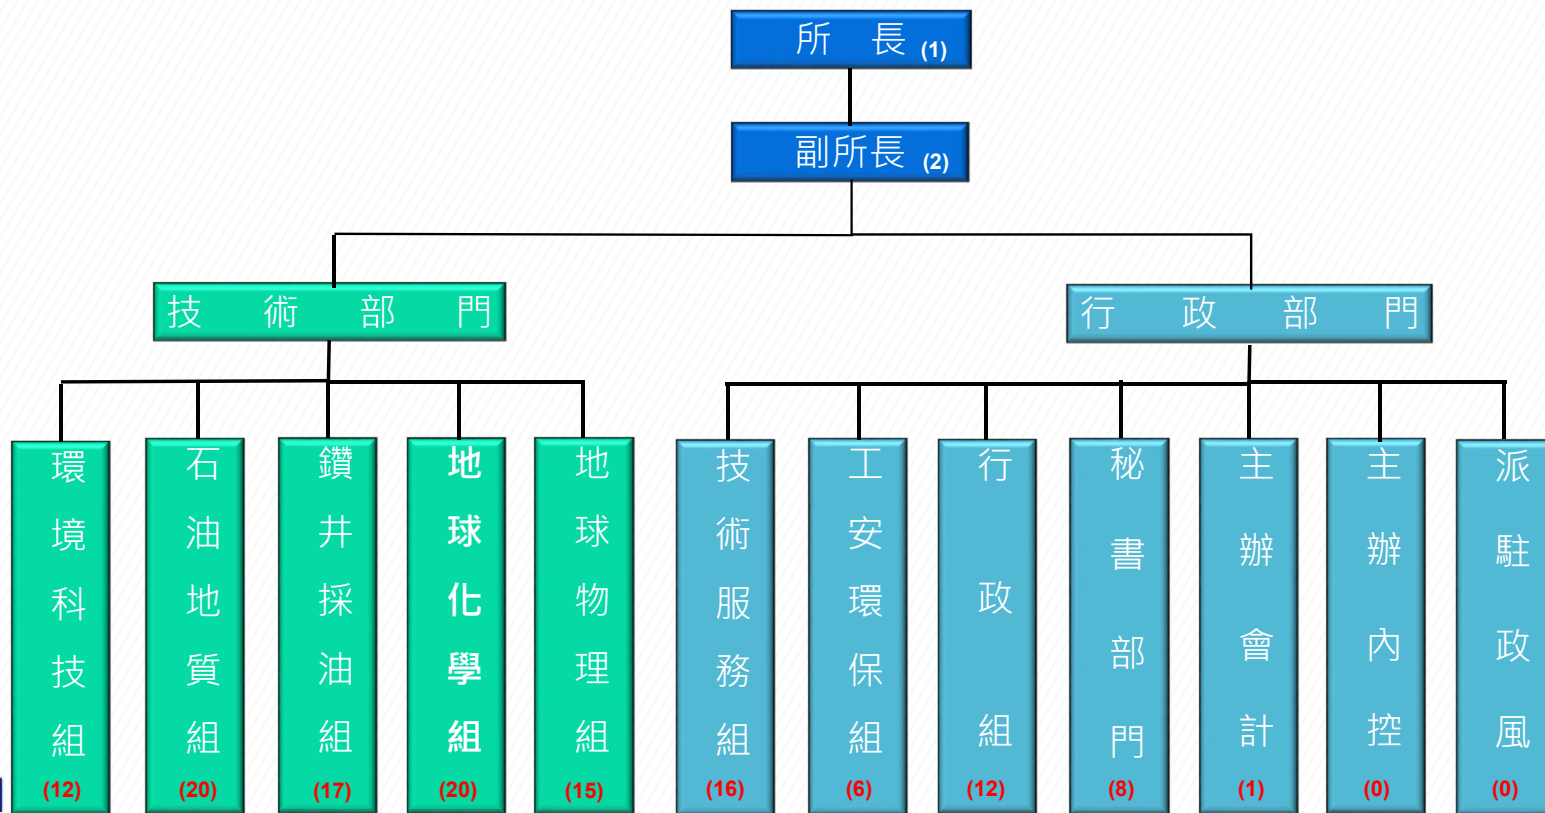 所 長 (1)
副所長 (2)
技 術 部 門
行 政 部 門
環境科技組 (12)
石油地質組 (20)
鑽井採油組 (17)
地球化學組 (20)
地球物理組 (15)
技術服務組 (16)
工安環保組 (6)
行政組 (12)
秘書部門 (8)
主辦會計 (1)
主辦內控 (0)
派駐政風 (0)